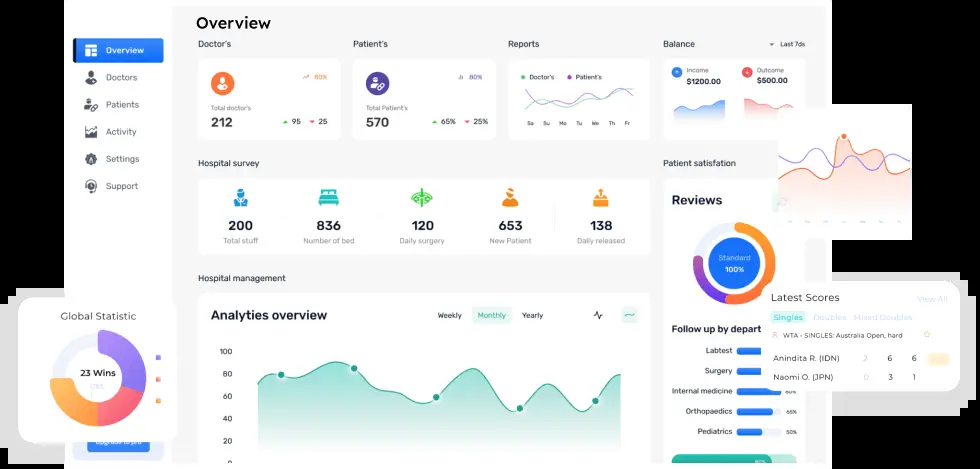 Overview
Doctors
Patients
Activity
Settings
Support
Overview
Doctor's
Patient's
Reports
Balance
Last 7ds
80%
Total doctor's
212
95
25
80%
Total Patient's
570
65%
25%
Doctor's
Patient's
Sa Su Mo Tu We Th Fr
Income
$1200.00
Outcome
$500.00
Hospital survey
200
Total stuff
836
Number of bed
120
Daily surgery
653
New Patient
138
Daily released
Patient satisfation
Reviews
Standard
100%
Hospital management
Analyties overview
Weekly
Monthly
Yearly
100
80
60
40
20
0
Follow up by depart
Labtest
Surgery
Internal medicine
60%
Orthopaedics
65%
Pediatrics
50%
Global Statistic
23 Wins
Upgrade to pro
Latest Scores
View All
Singles
Doubles
Mixed Doubles
WTA - SINGLES: Australia Open, hard
Anindita R. (IDN) 2 6 6
Naomi O. (JPN) 0 3 1